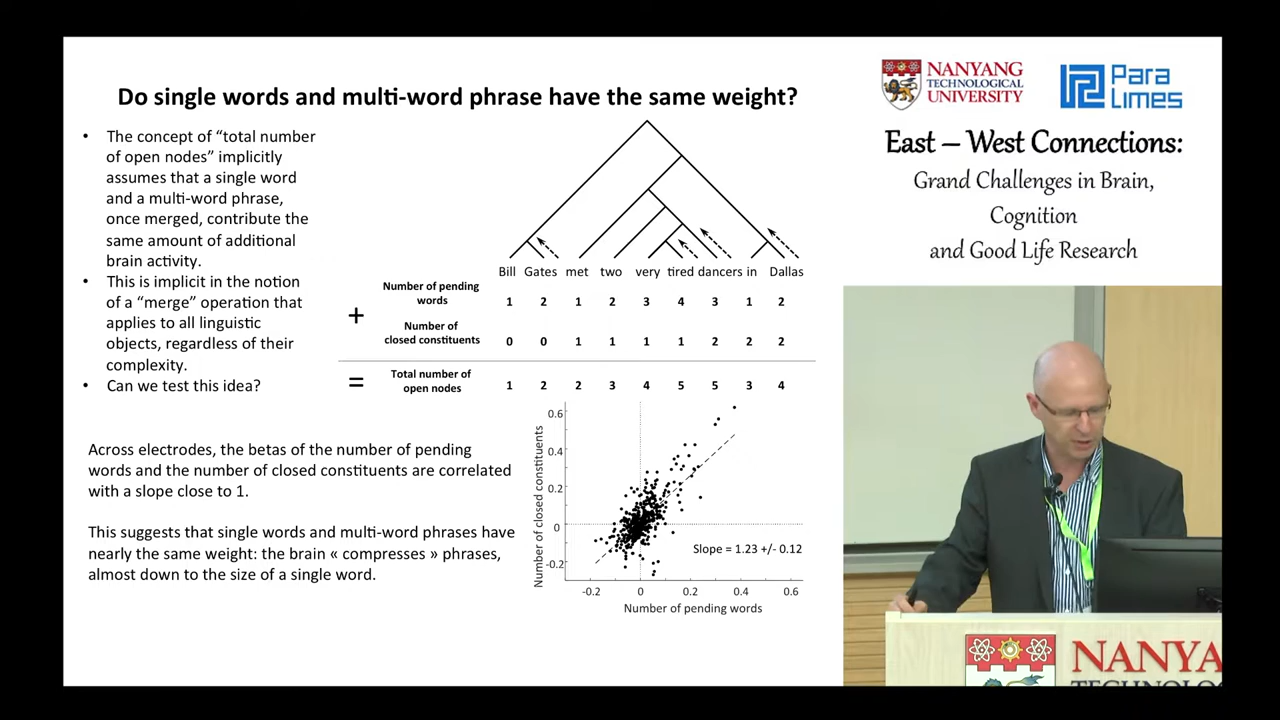 Do single words and multi-word phrase have the same weight?
• The concept of “total number
of open nodes” implicitly
assumes that a single word
and a multi-word phrase,
once merged, contribute the
same amount of additional
brain activity.
• This is implicit in the notion
of a “merge” operation that
applies to all linguistic
objects, regardless of their
complexity.
• Can we test this idea?
Bill Gates met two very tired dancers in Dallas
Number of pending
words 1 2 1 2 3 4 3 1 2
+
Number of
closed constituents 0 0 1 1 1 1 2 2 2
= Total number of
open nodes 1 2 2 3 4 5 5 3 4
Across electrodes, the betas of the number of pending
words and the number of closed constituents are correlated
with a slope close to 1.
This suggests that single words and multi-word phrases have
nearly the same weight: the brain « compresses » phrases,
almost down to the size of a single word.
Number of closed constituents
0.6
0.4
0.2
0
-0.2
Slope = 1.23 +/- 0.12
-0.2 0 0.2 0.4 0.6
Number of pending words
NANYANG
TECHNOLOGICAL
UNIVERSITY
Para
Limes
East – West Connections:
Grand Challenges in Brain,
Cognition
and Good Life Research
NANYA
TECHNOLOG